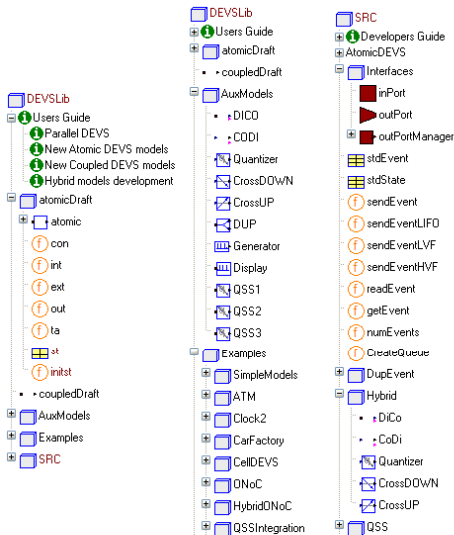 DEVSLib
Users Guide
Parallel DEVS
New Atomic DEVS models
New Coupled DEVS models
Hybrid models development
atomicDraft
atomic
con
int
ext
out
ta
st
initst
coupledDraft
AuxModels
Examples
SRC
DEVSLib
Users Guide
atomicDraft
coupledDraft
AuxModels
DICO
CODI
Quantizer
CrossDOWN
CrossUP
DUP
Generator
Display
QSS1
QSS2
QSS3
Examples
SimpleModels
ATM
Clock2
CarFactory
CellDEVS
ONoC
HybridONoC
QSSIntegration
SRC
Developers Guide
AtomicDEVS
Interfaces
inPort
outPort
outPortManager
stdEvent
stdState
sendEvent
sendEventLIFO
sendEventLVF
sendEventHVF
readEvent
getEvent
numEvents
CreateQueue
DupEvent
Hybrid
DiCo
CoDi
Quantizer
CrossDOWN
CrossUP
QSS